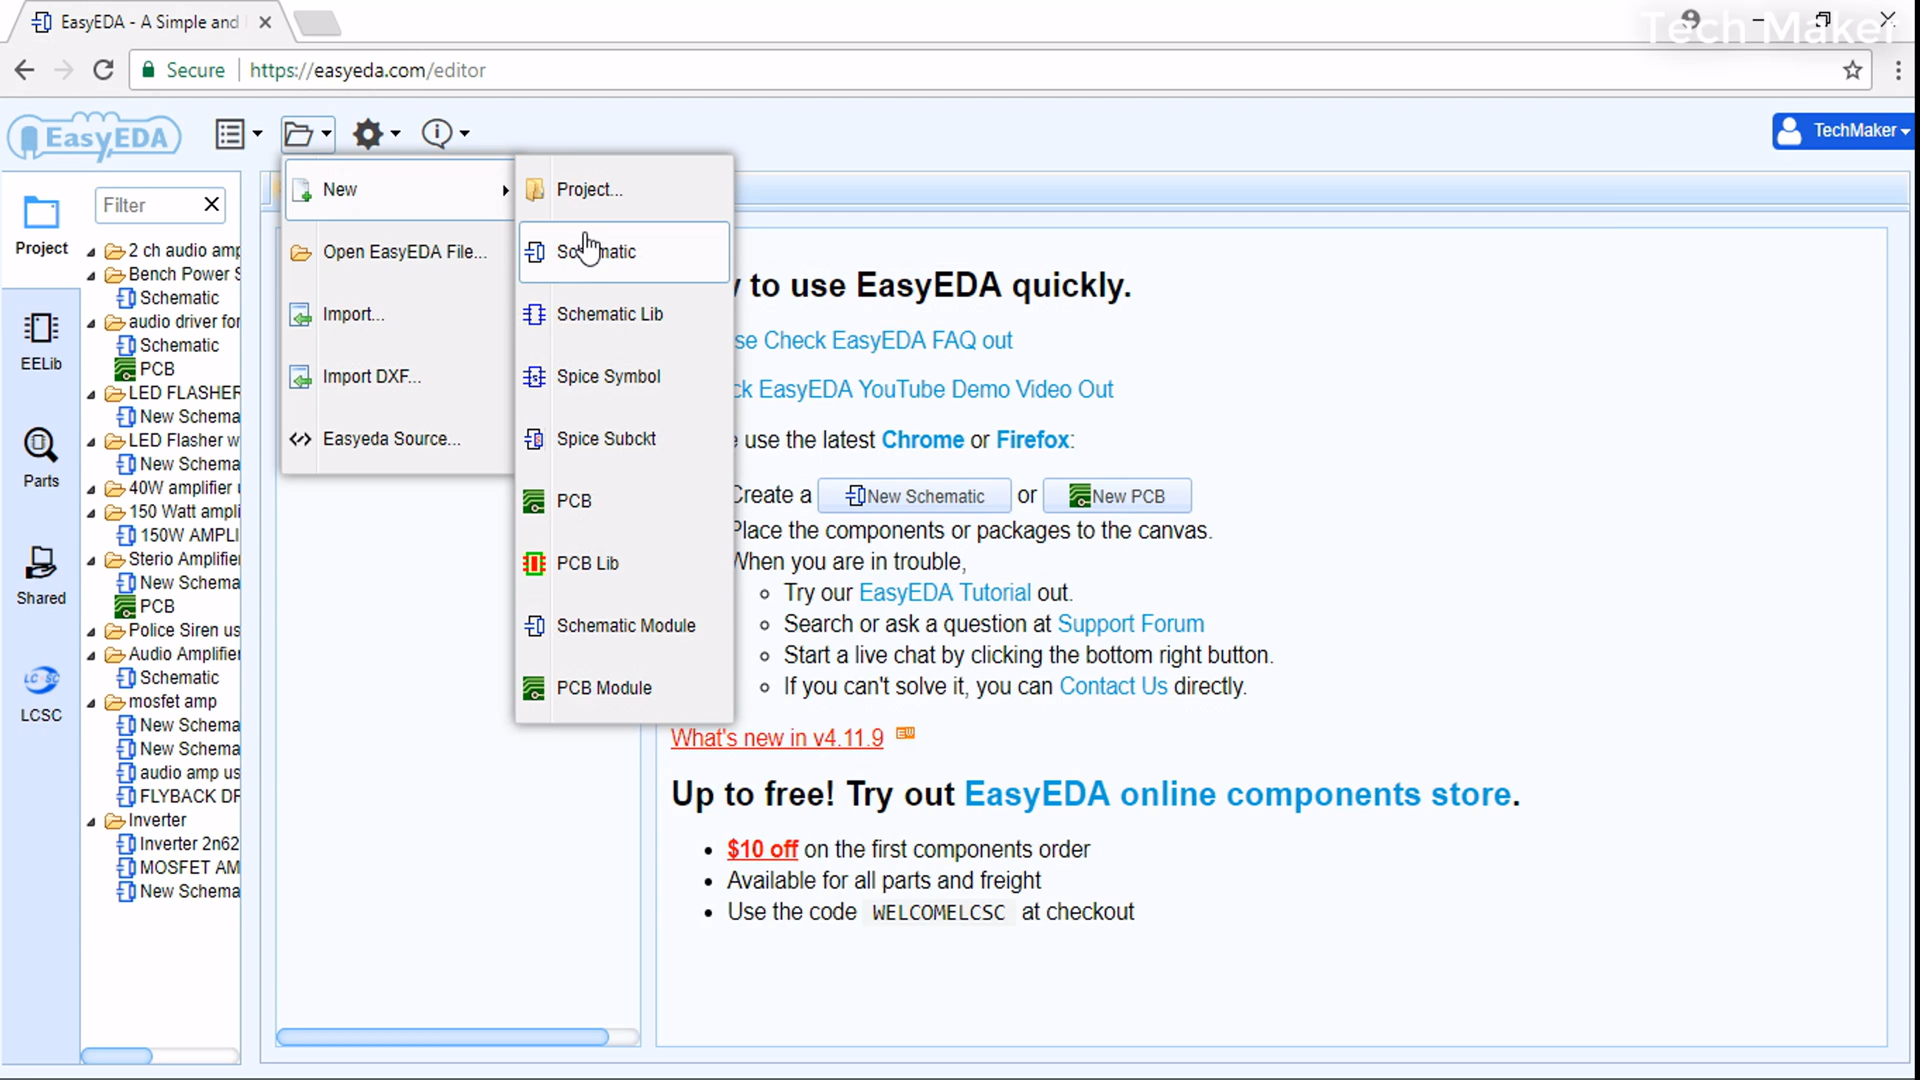 EasyEDA - A Simple and
Tech Maker
Secure
https://easyeda.com/editor
EasyEDA
TechMaker
Project
EELib
Parts
Shared
LCSC
LCSC
Filter
2 ch audio amp
Bench Power S
Schematic
audio driver for
Schematic
PCB
LED FLASHER
New Schema
LED Flasher w
New Schema
40W amplifier
150 Watt ampli
150W AMPLI
Sterio Amplifier
New Schema
PCB
Police Siren us
Audio Amplifier
Schematic
mosfet amp
New Schema
New Schema
audio amp us
FLYBACK DR
Inverter
Inverter 2n62
MOSFET AM
New Schema
New
Open EasyEDA File...
Import...
Import DXF...
Easyeda Source...
Project...
Schematic
Schematic Lib
Spice Symbol
Spice Subckt
PCB
PCB Lib
Schematic Module
PCB Module
to use EasyEDA quickly.
se Check EasyEDA FAQ out
ck EasyEDA YouTube Demo Video Out
use the latest Chrome or Firefox:
Create a New Schematic or New PCB
Place the components or packages to the canvas.
When you are in trouble,
Try our EasyEDA Tutorial out.
Search or ask a question at Support Forum
Start a live chat by clicking the bottom right button.
If you can't solve it, you can Contact Us directly.
What's new in v4.11.9
Up to free! Try out EasyEDA online components store.
$10 off on the first components order
Available for all parts and freight
Use the code WELCOMELCSC at checkout